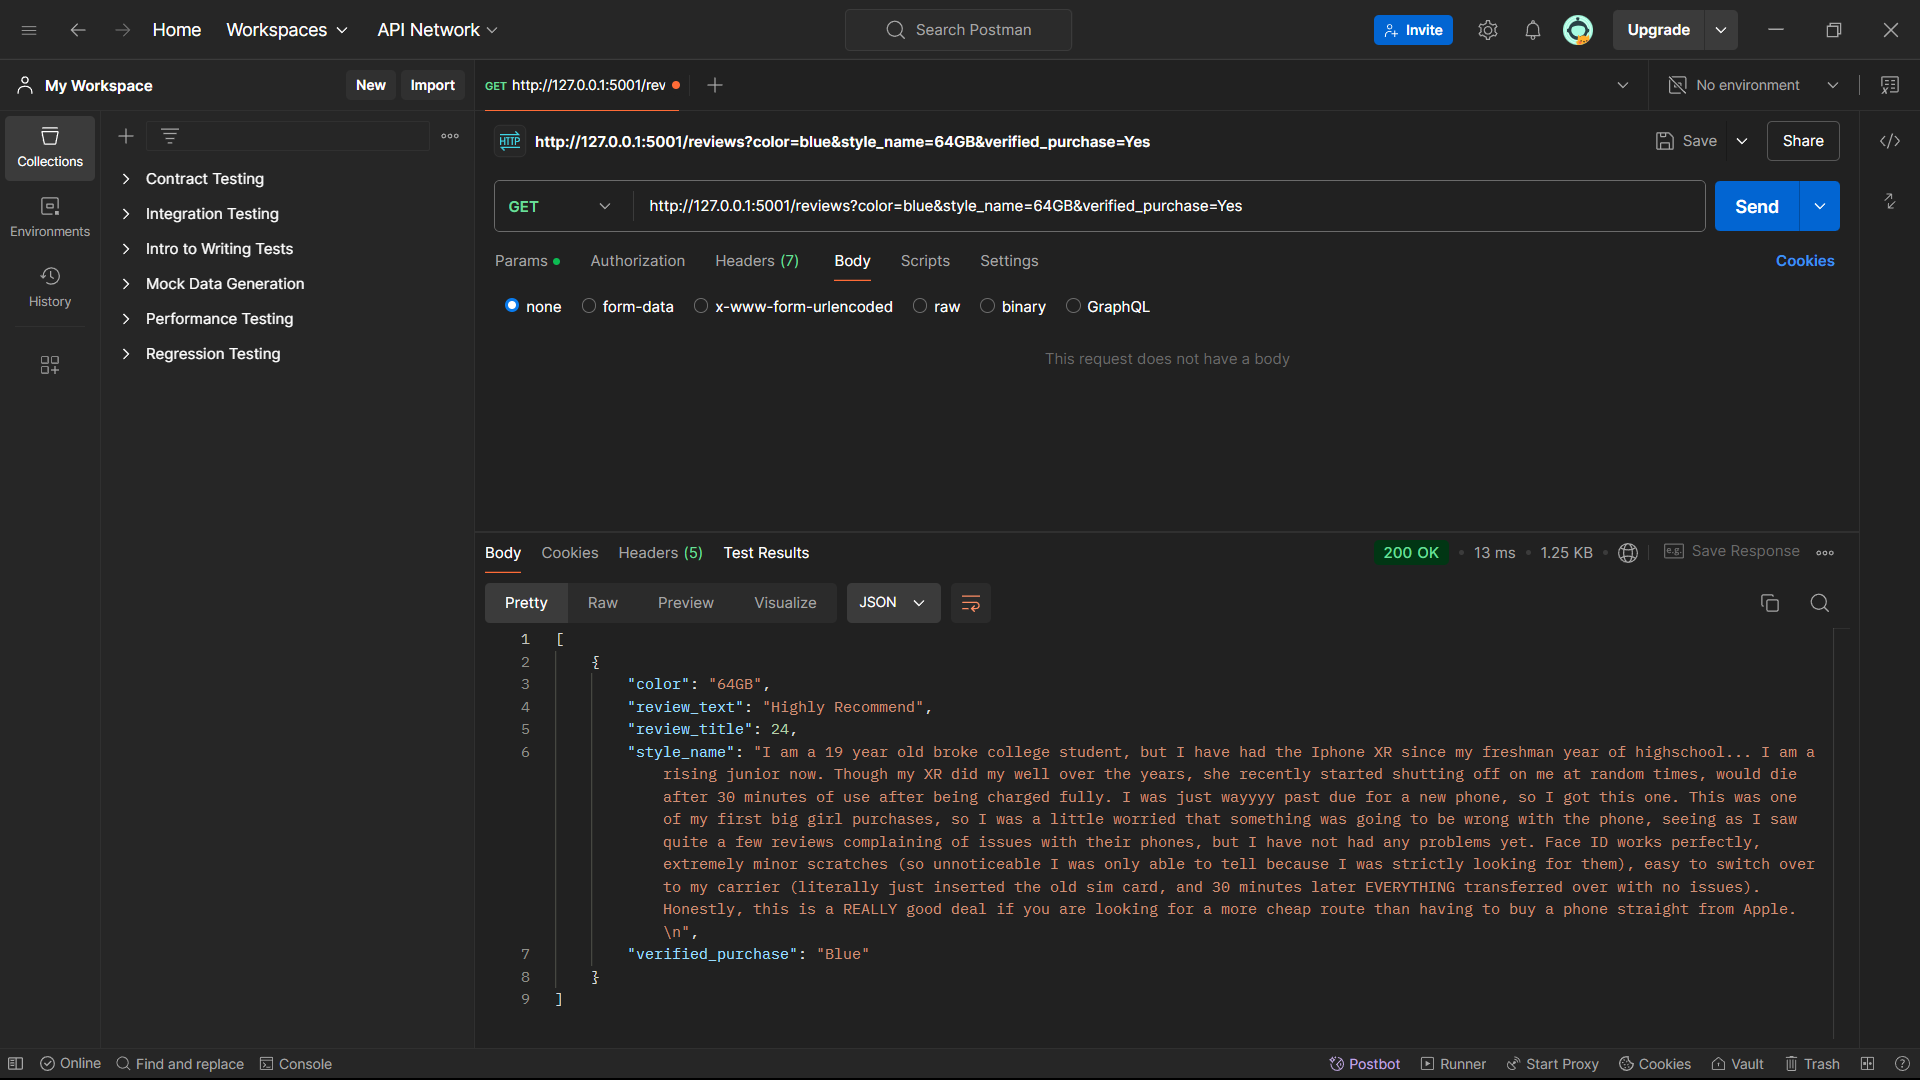 Home Workspaces API Network Search Postman Invite Upgrade
My Workspace New Import GET http://127.0.0.1:5001/rev No environment
Collections
Environments
History
Contract Testing
Integration Testing
Intro to Writing Tests
Mock Data Generation
Performance Testing
Regression Testing
HTTP http://127.0.0.1:5001/reviews?color=blue&style_name=64GB&verified_purchase=Yes Save Share
GET http://127.0.0.1:5001/reviews?color=blue&style_name=64GB&verified_purchase=Yes Send
Params Authorization Headers (7) Body Scripts Settings Cookies
none form-data x-www-form-urlencoded raw binary GraphQL
This request does not have a body
Body Cookies Headers (5) Test Results 200 OK 13 ms 1.25 KB e.g. Save Response
Pretty Raw Preview Visualize JSON
1 [
2 {
3 "color": "64GB",
4 "review_text": "Highly Recommend",
5 "review_title": 24,
6 "style_name": "I am a 19 year old broke college student, but I have had the Iphone XR since my freshman year of highschool... I am a
rising junior now. Though my XR did my well over the years, she recently started shutting off on me at random times, would die
after 30 minutes of use after being charged fully. I was just wayyyy past due for a new phone, so I got this one. This was one
of my first big girl purchases, so I was a little worried that something was going to be wrong with the phone, seeing as I saw
quite a few reviews complaining of issues with their phones, but I have not had any problems yet. Face ID works perfectly,
extremely minor scratches (so unnoticeable I was only able to tell because I was strictly looking for them), easy to switch over
to my carrier (literally just inserted the old sim card, and 30 minutes later EVERYTHING transferred over with no issues).
Honestly, this is a REALLY good deal if you are looking for a more cheap route than having to buy a phone straight from Apple.
\n",
7 "verified_purchase": "Blue"
8 }
9 ]
Online Find and replace Console Postbot Runner Start Proxy Cookies Vault Trash